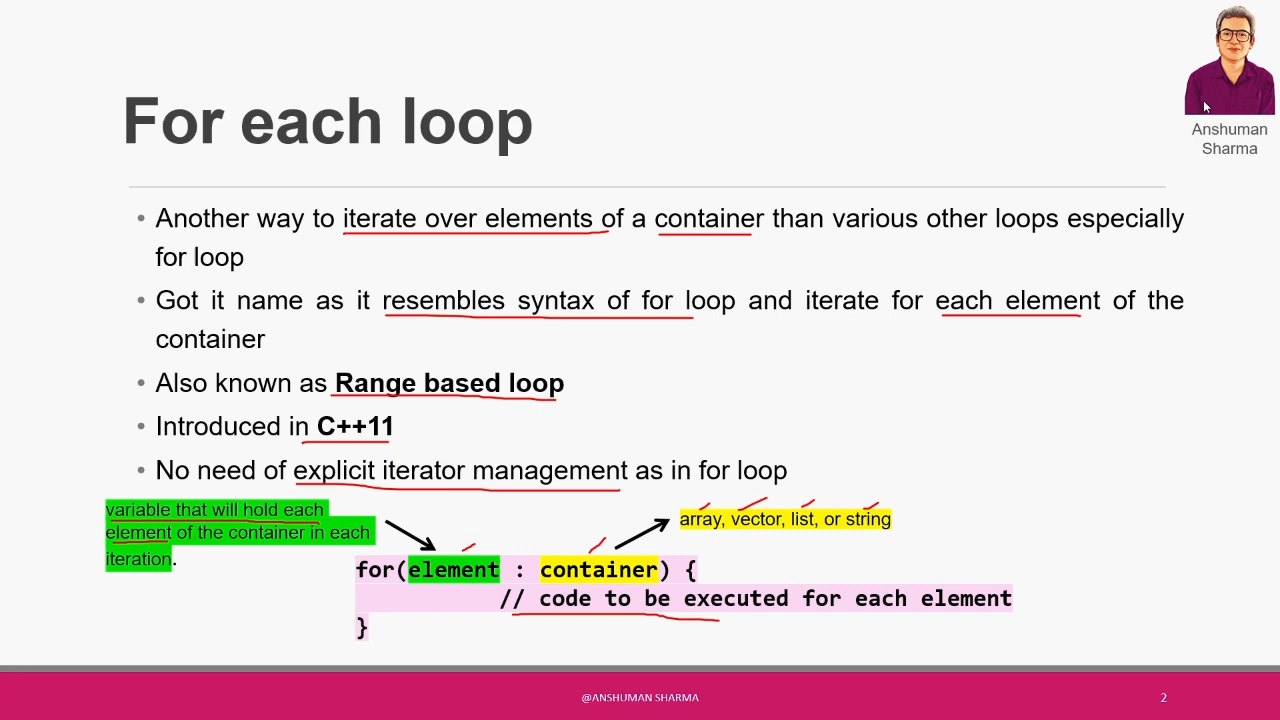 For each loop
Anshuman
Sharma
• Another way to iterate over elements of a container than various other loops especially
for loop
• Got it name as it resembles syntax of for loop and iterate for each element of the
container
• Also known as Range based loop
• Introduced in C++11
• No need of explicit iterator management as in for loop
variable that will hold each
element of the container in each
iteration.
array, vector, list, or string
for(element : container) {
// code to be executed for each element
}
@ANSHUMAN SHARMA
2